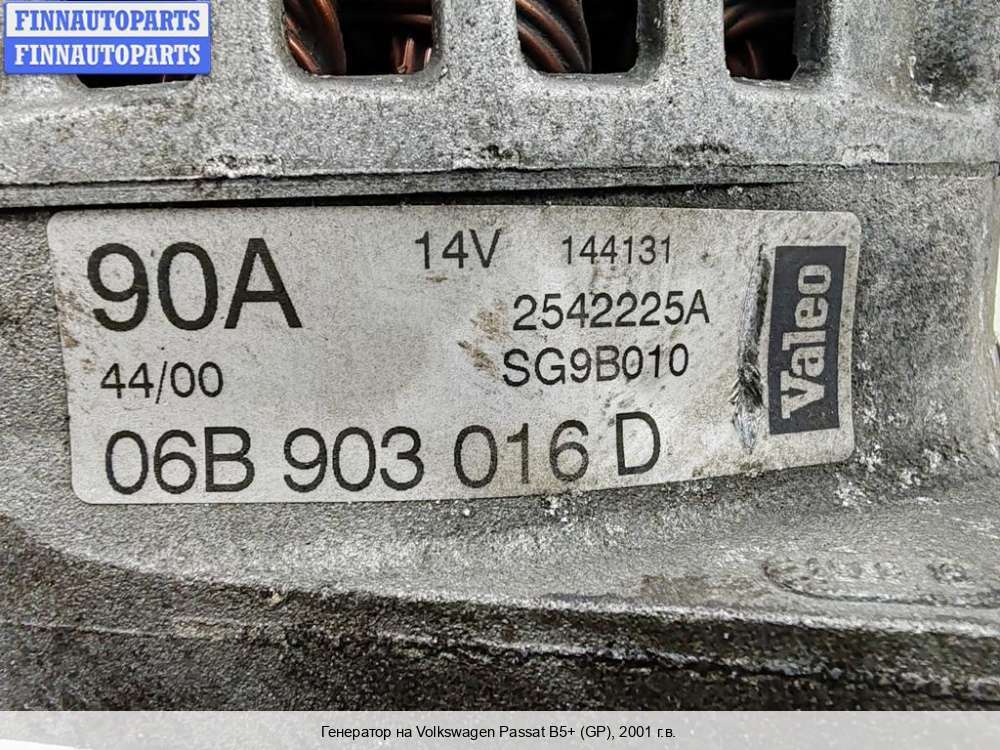 FINNAUTOPARTS
FINNAUTOPARTS
90A 14V 144131
2542225A
44/00 SG9B010
06B 903 016 D
Valeo
Генератор на Volkswagen Passat B5+ (GP), 2001 г.в.